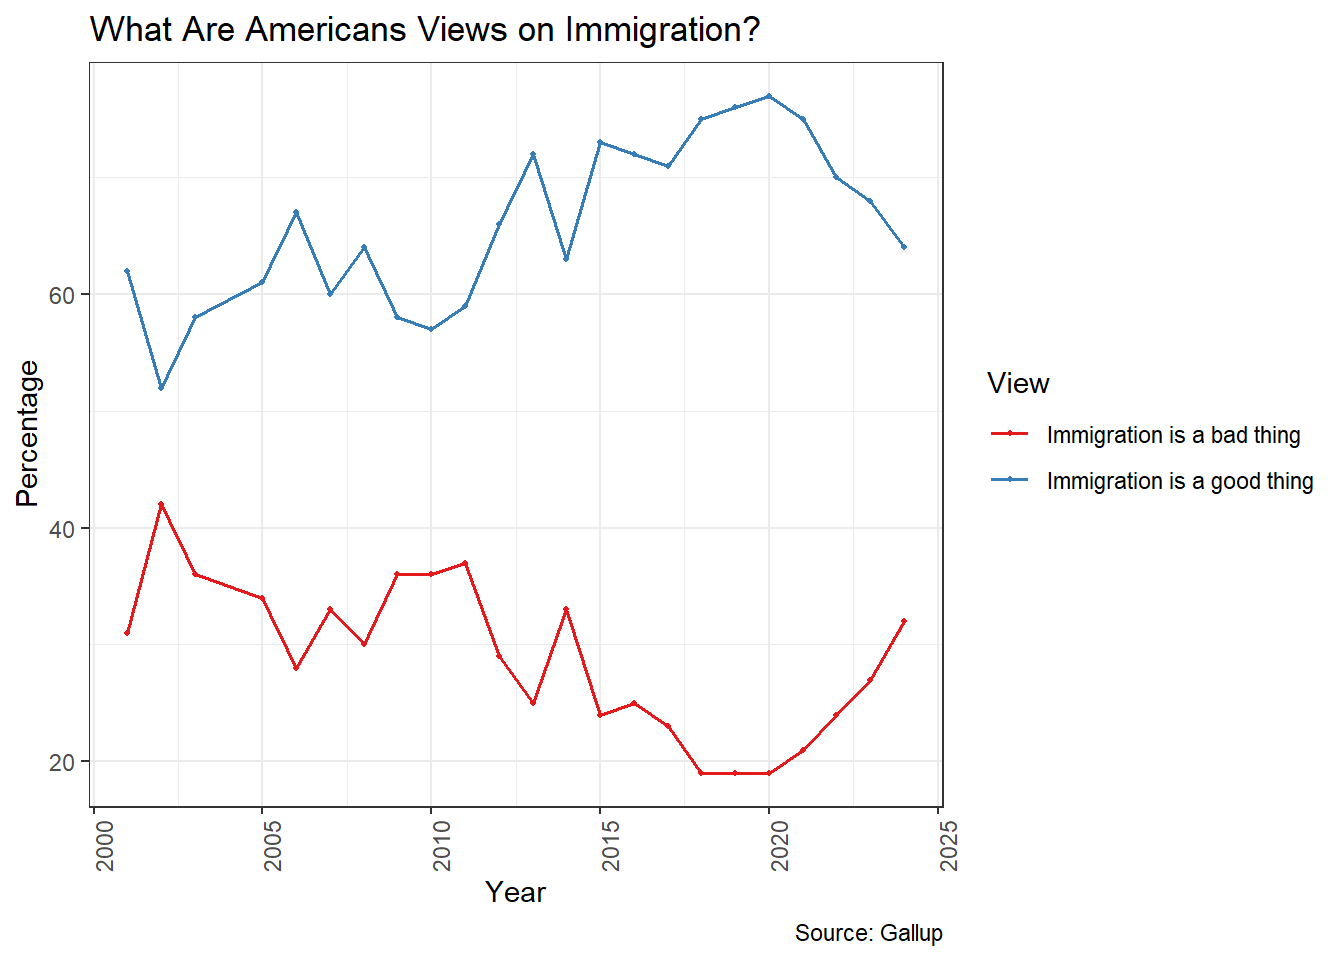 What Are Americans Views on Immigration?
Percentage
60
40
20
2000
2005
2010
2015
2020
2025
Year
View
Immigration is a bad thing
Immigration is a good thing
Source: Gallup